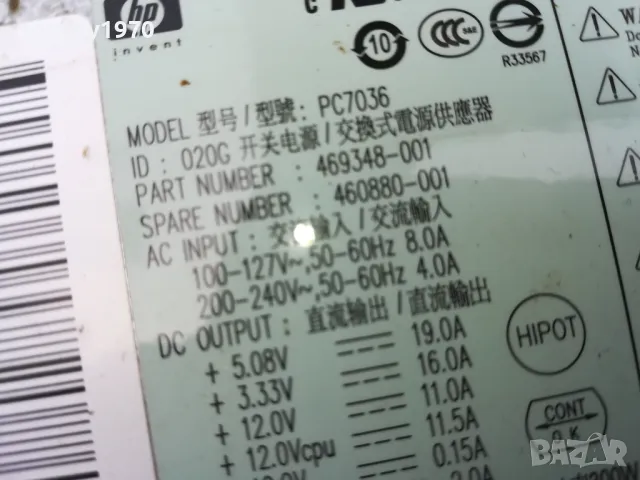 hp
invent
10
CCC
S&E
R33567
MODEL 型号/型號: PC7036
ID : 020G 开关电源/交換式電源供應器
PART NUMBER : 469348-001
SPARE NUMBER : 460880-001
AC INPUT : 交流输入/交流輸入
100-127V~,50-60Hz 8.0A
200-240V~,50-60Hz 4.0A
DC OUTPUT : 直流输出/直流輸出
+ 5.08V 19.0A
+ 3.33V 16.0A
+ 12.0V 11.0A
+ 12.0Vcpu 11.5A
0.15A
HIPOT
CONT
O.K
BAZAR